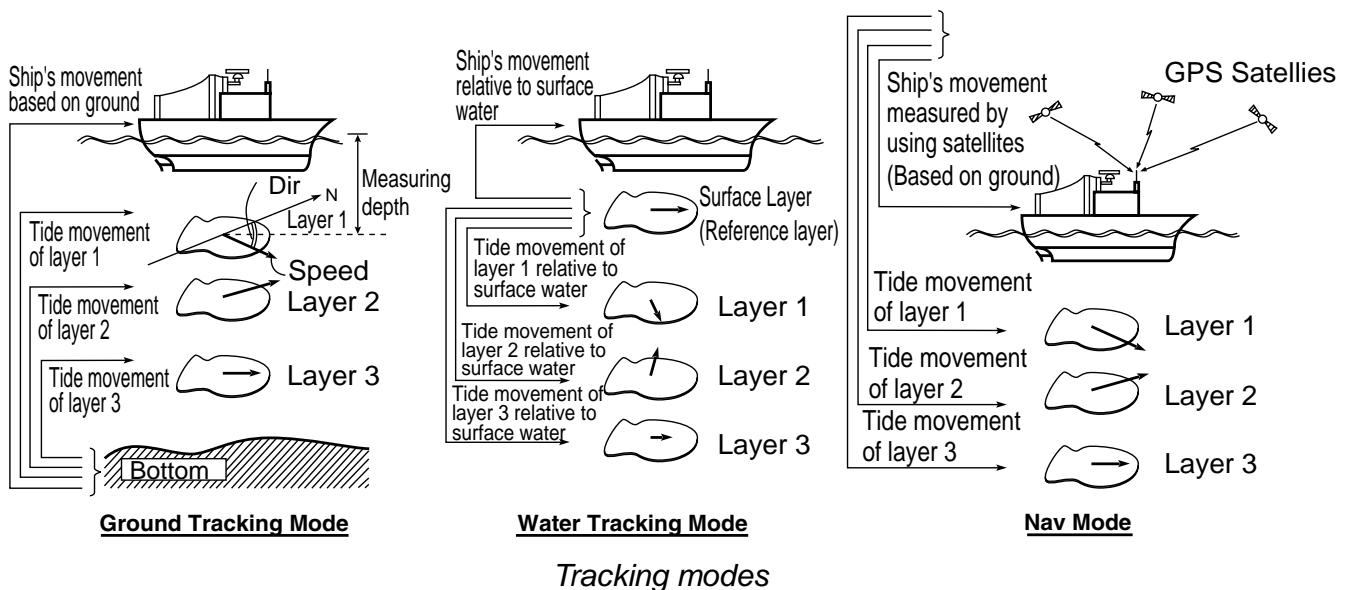 Ship's movement
based on ground
Dir
N
Layer 1
Measuring
depth
Tide movement
of layer 1
Speed
Tide movement
of layer 2
Layer 2
Tide movement
of layer 3
Layer 3
Bottom
Ground Tracking Mode
Ship's movement
relative to surface
water
Surface Layer
(Reference layer)
Tide movement of
layer 1 relative to
surface water
Layer 1
Tide movement of
layer 2 relative to
surface water
Layer 2
Tide movement of
layer 3 relative to
surface water
Layer 3
Water Tracking Mode
GPS Satellies
Ship's movement
measured by
using satellites
(Based on ground)
Tide movement
of layer 1
Layer 1
Tide movement
of layer 2
Layer 2
Tide movement
of layer 3
Layer 3
Nav Mode
Tracking modes